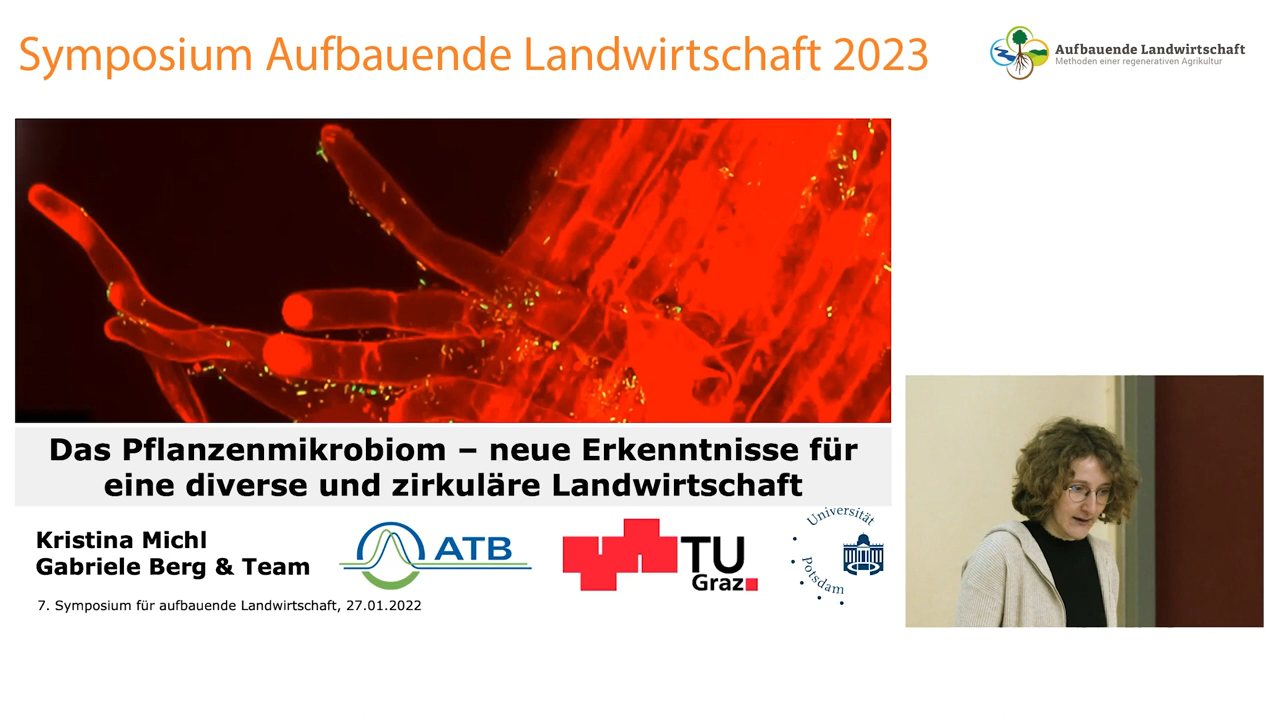 Symposium Aufbauende Landwirtschaft 2023
Aufbauende Landwirtschaft
Methoden einer regenerativen Agrikultur
Das Pflanzenmikrobiom – neue Erkenntnisse für
eine diverse und zirkuläre Landwirtschaft
Kristina Michl
Gabriele Berg & Team
7. Symposium für aufbauende Landwirtschaft, 27.01.2022
ATB
TU
Graz
Universität
Potsdam